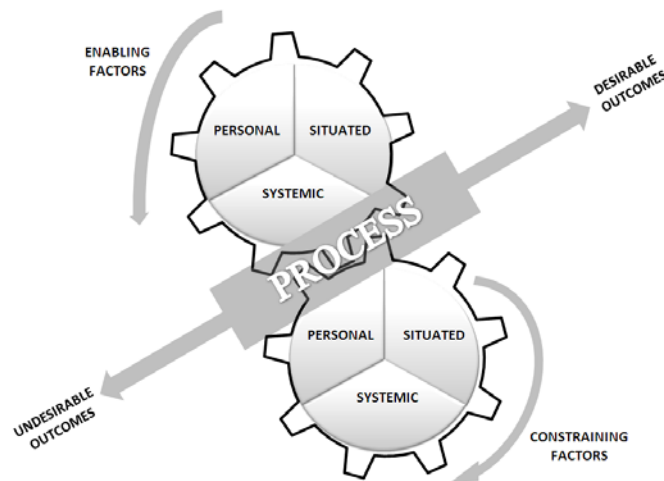 ENABLING
FACTORS
DESIRABLE
OUTCOMES
PERSONAL
SITUATED
SYSTEMIC
PROCESS
PERSONAL
SITUATED
SYSTEMIC
UNDESIRABLE
OUTCOMES
CONSTRAINING
FACTORS